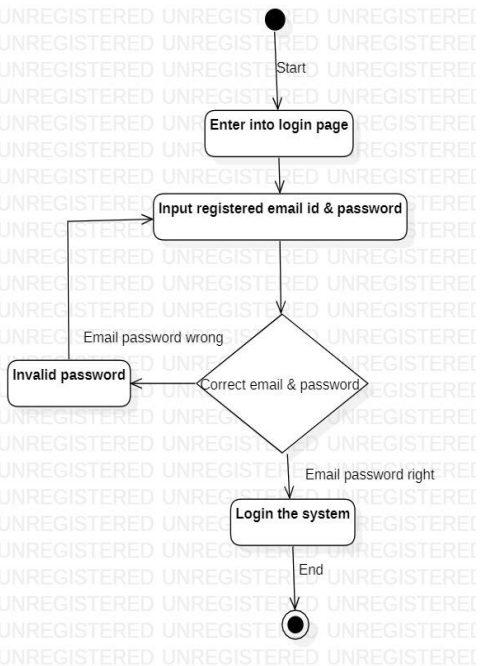 UNREGISTERED UNREGISTERED UNREGISTERED
Start
Enter into login page
Input registered email id & password
Email password wrong
Invalid password
Correct email & password
Email password right
Login the system
End